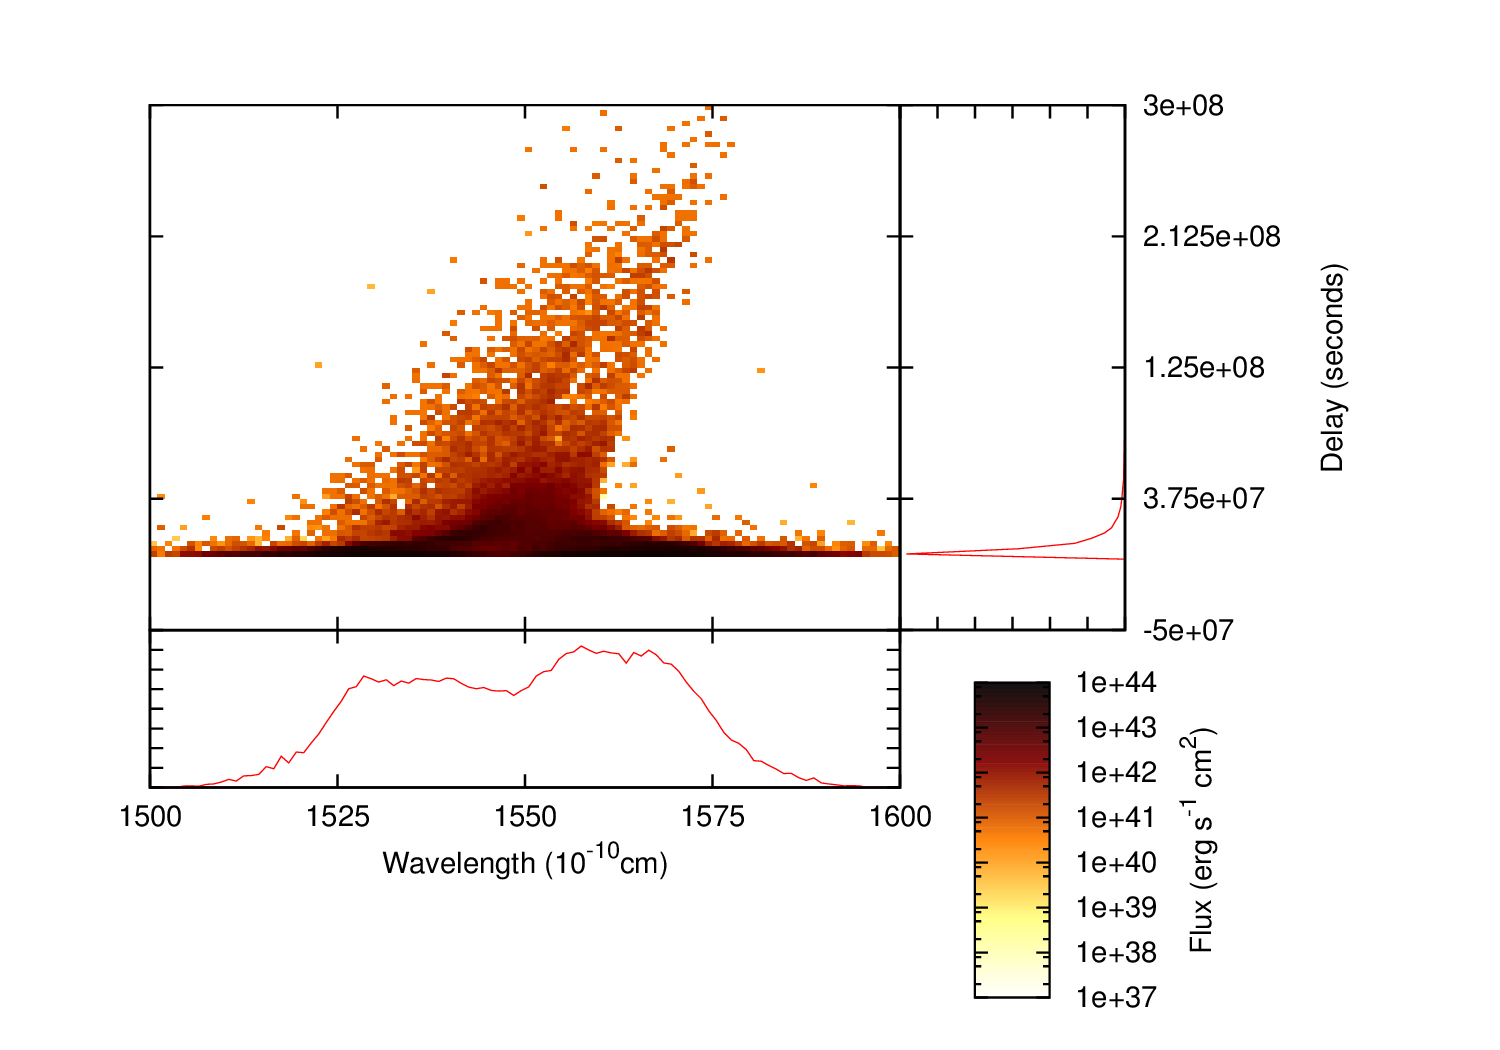 3e+08
2.125e+08
1.25e+08
3.75e+07
-5e+07
Delay (seconds)
1500 1525 1550 1575 1600
Wavelength (10-10cm)
1e+44
1e+43
1e+42
1e+41
1e+40
1e+39
1e+38
1e+37
Flux (erg s-1 cm2)